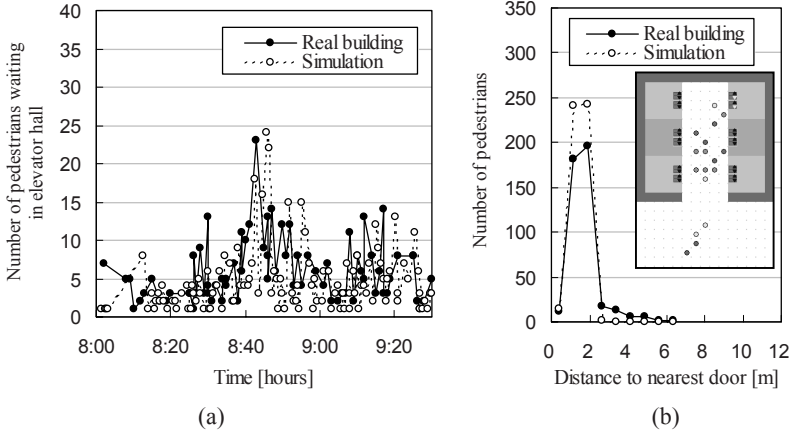 40
35
30
25
20
15
10
5
0
Number of pedestrians waiting
in elevator hall
Real building
Simulation
8:00 8:20 8:40 9:00 9:20
Time [hours]
(a)
350
300
250
200
150
100
50
0
Number of pedestrians
Real building
Simulation
0 2 4 6 8 10 12
Distance to nearest door [m]
(b)